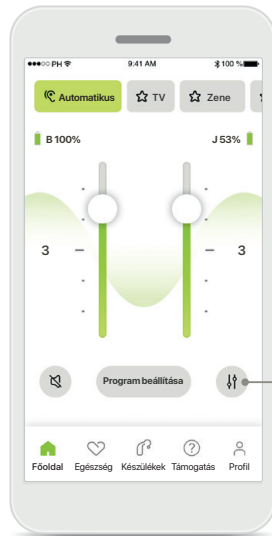 ●●●○○ PH 9:41 AM 100 %
Automatikus TV Zene
B 100% J 53%
3 3
Program beállítása
Főoldal Egészség Készülékek Támogatás Profil